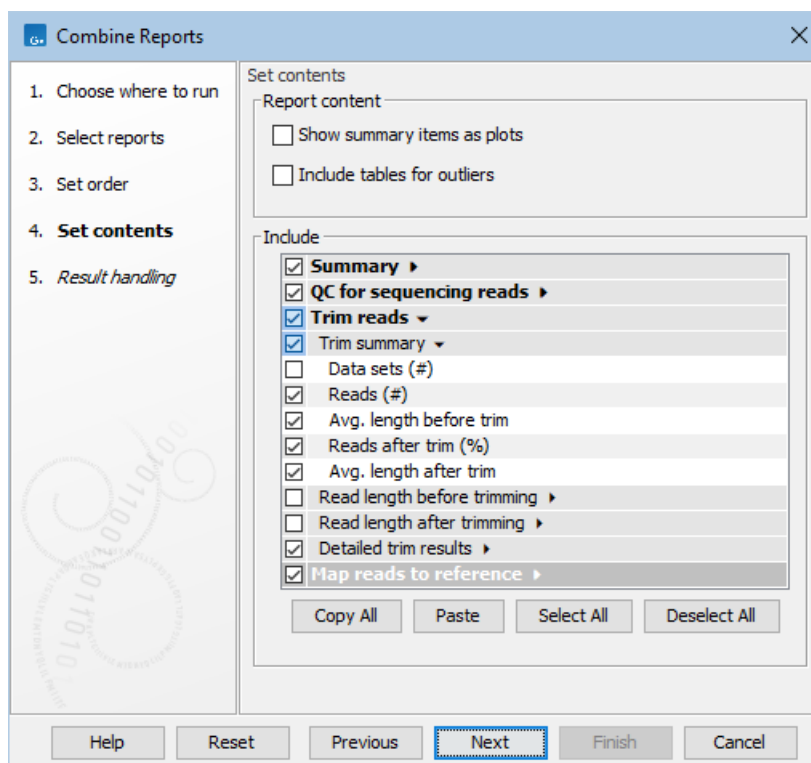 G.
Combine Reports
1. Choose where to run
2. Select reports
3. Set order
4. Set contents
5. Result handling
Set contents
Report content
Show summary items as plots
Include tables for outliers
Include
Summary
QC for sequencing reads
Trim reads
Trim summary
Data sets (#)
Reads (#)
Avg. length before trim
Reads after trim (%)
Avg. length after trim
Read length before trimming
Read length after trimming
Detailed trim results
Map reads to reference
Copy All Paste Select All Deselect All
Help Reset Previous Next Finish Cancel